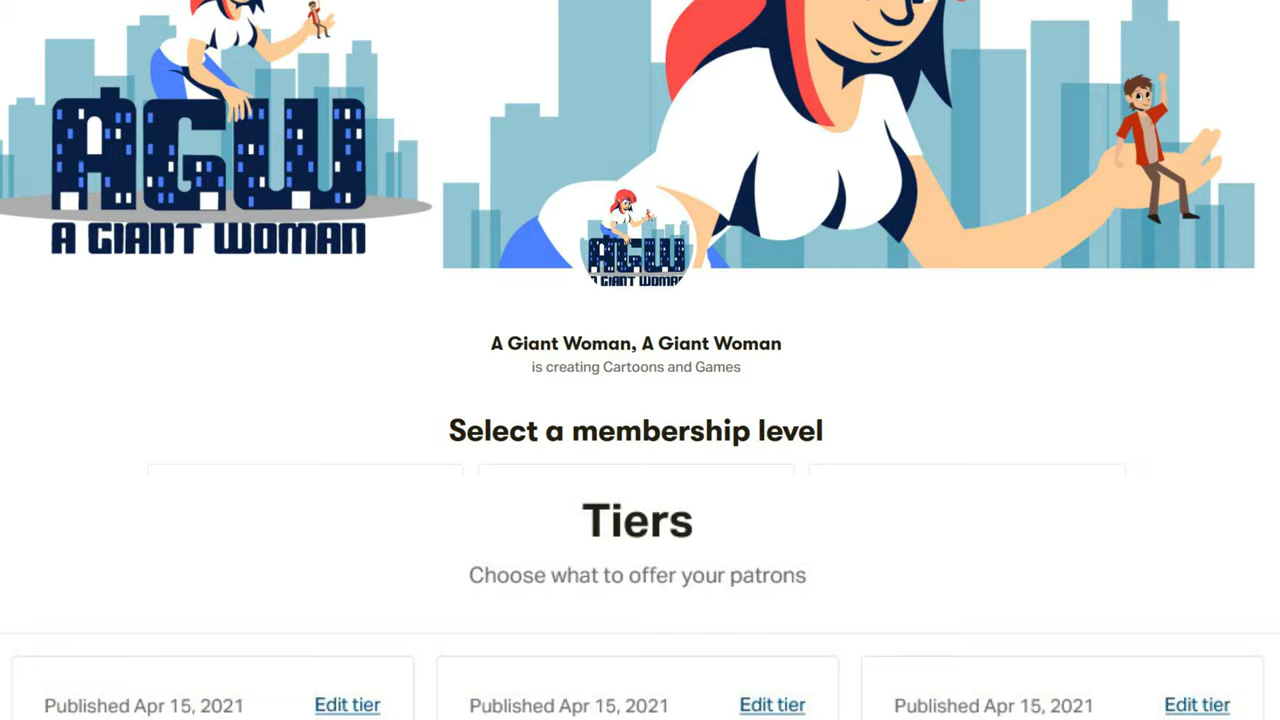 AGW
A GIANT WOMAN
AGW
A GIANT WOMAN
A Giant Woman, A Giant Woman
is creating Cartoons and Games
Select a membership level
Tiers
Choose what to offer your patrons
Published Apr 15, 2021 Edit tier
Published Apr 15, 2021 Edit tier
Published Apr 15, 2021 Edit tier